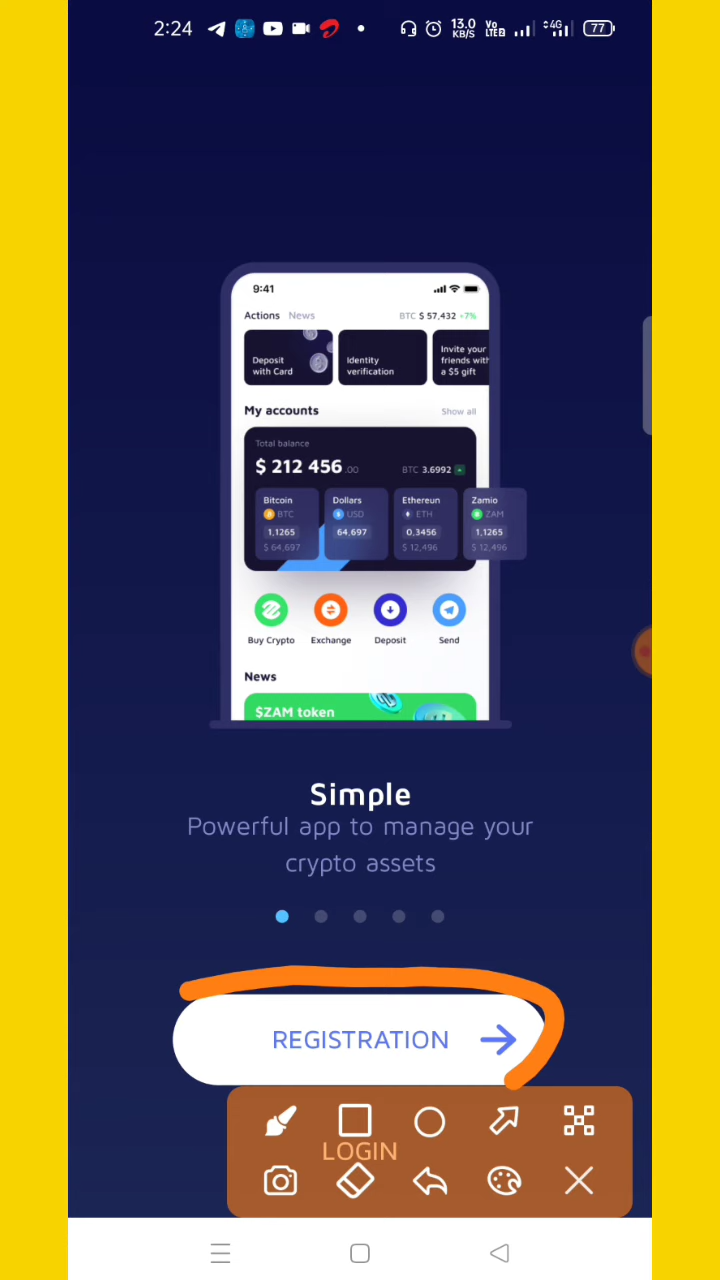 2:24 13.0 KB/S Vo LTE2 4G 77
9:41
Actions News BTC $ 57,432 +7%
Deposit with Card
Identity verification
Invite your friends with a $5 gift
My accounts Show all
Total balance
$ 212 456.00 BTC 3.6992
Bitcoin Dollars Ethereun Zamio
BTC USD ETH ZAM
1,1265 64,697 0,3456 1,1265
$ 64,697 $ 12,496 $ 12,496
Buy Crypto Exchange Deposit Send
News
$ZAM token
Simple
Powerful app to manage your
crypto assets
REGISTRATION
LOGIN